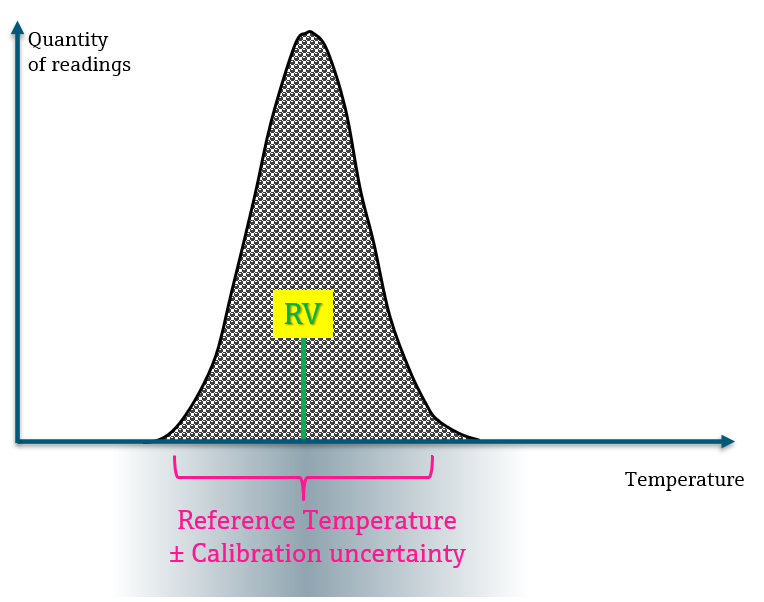 Quantity
of readings
RV
Temperature
Reference Temperature
± Calibration uncertainty